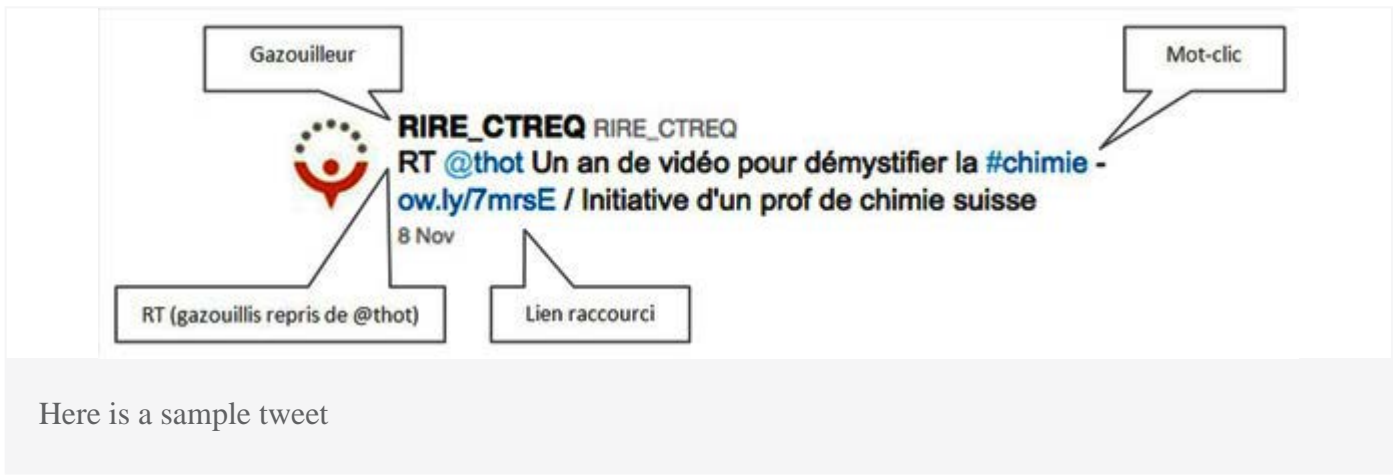 Gazouilleur
Mot-clic
RIRE_CTREQ RIRE_CTREQ
RT @thot Un an de vidéo pour démystifier la #chimie -
ow.ly/7mrsE / Initiative d'un prof de chimie suisse
8 Nov
RT (gazouillis repris de @thot)
Lien raccourci
Here is a sample tweet